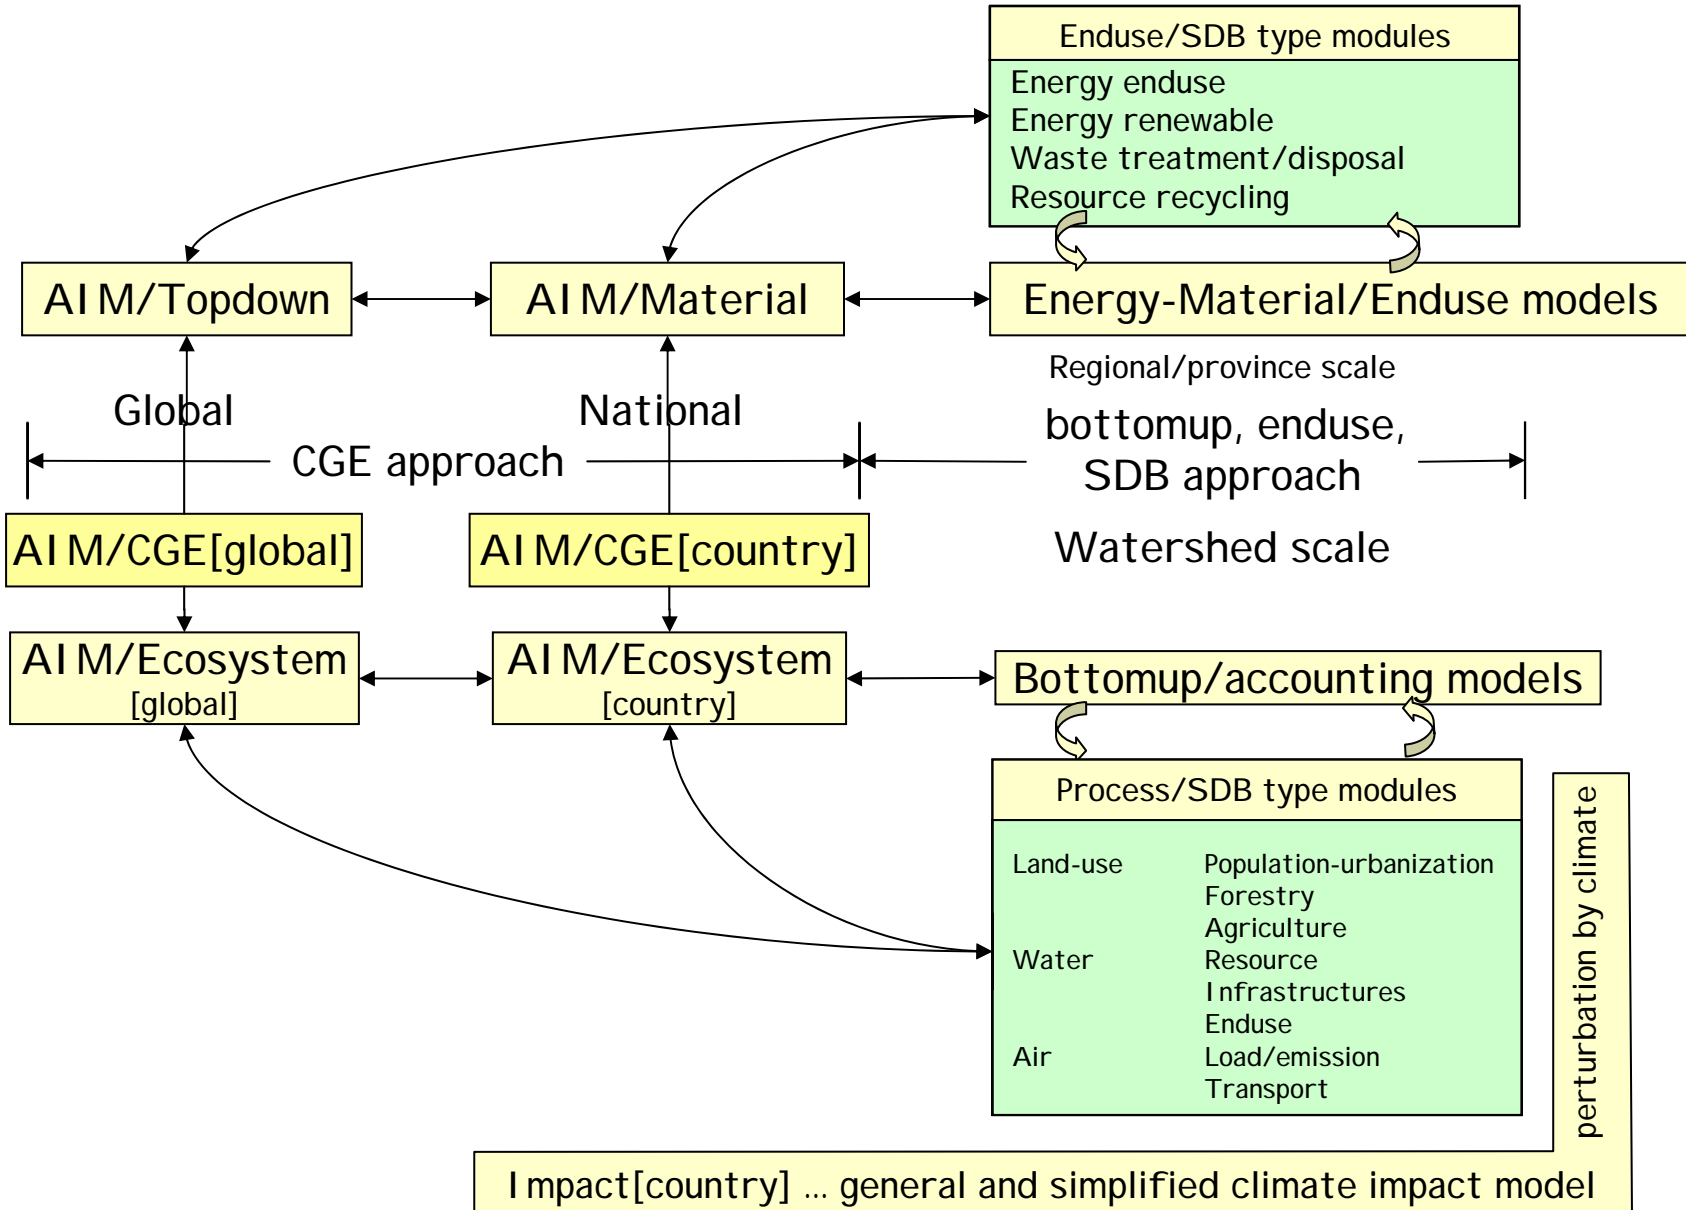 Enduse/SDB type modules
Energy enduse
Energy renewable
Waste treatment/disposal
Resource recycling
AIM/Topdown
AIM/Material
Energy-Material/Enduse models
Regional/province scale
Global
National
bottomup, enduse,
SDB approach
CGE approach
AIM/CGE[global]
AIM/CGE[country]
Watershed scale
AIM/Ecosystem
[global]
AIM/Ecosystem
[country]
Bottomup/accounting models
Process/SDB type modules
Land-use Population-urbanization
Forestry
Agriculture
Water Resource
Infrastructures
Enduse
Air Load/emission
Transport
perturbation by climate
Impact[country] ... general and simplified climate impact model